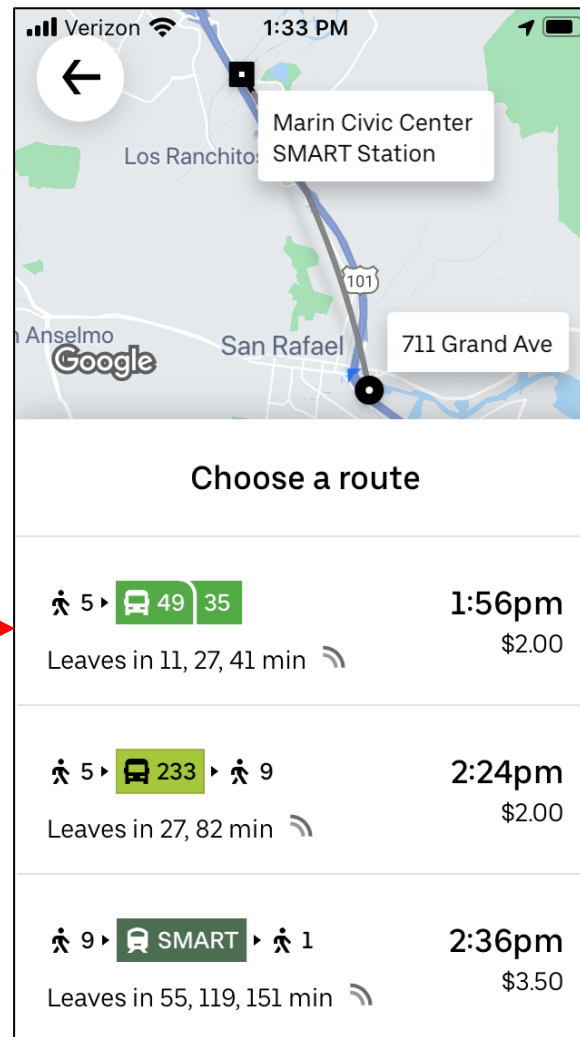 Verizon 1:33 PM
Marin Civic Center
SMART Station
Los Ranchitos
101
n Anselmo
San Rafael
711 Grand Ave
Google
Choose a route
5 49 35 1:56pm
Leaves in 11, 27, 41 min $2.00
5 233 9 2:24pm
Leaves in 27, 82 min $2.00
9 SMART 1 2:36pm
Leaves in 55, 119, 151 min $3.50